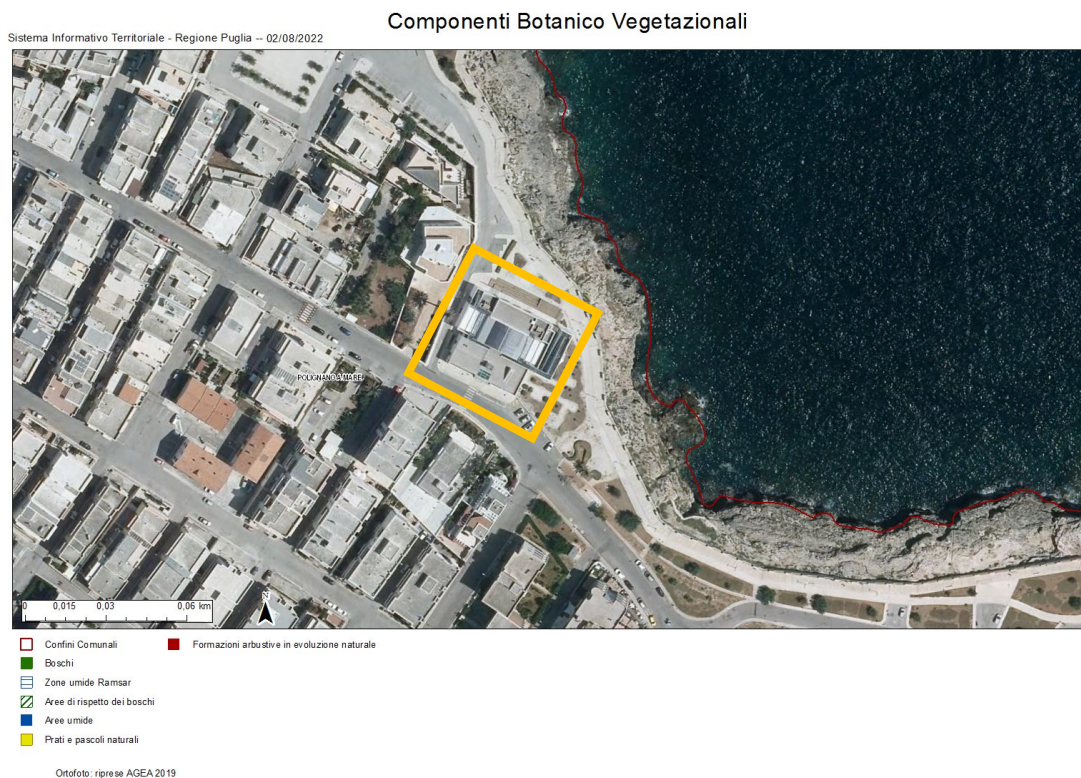 Componenti Botanico Vegetazionali
Sistema Informativo Territoriale - Regione Puglia -- 02/08/2022
POLIGNANO A MARE
N
0 0,015 0,03 0,06 km
Confini Comunali
Formazioni arbustive in evoluzione naturale
Boschi
Zone umide Ramsar
Aree di rispetto dei boschi
Aree umide
Prati e pascoli naturali
Ortofoto: riprese AGEA 2019